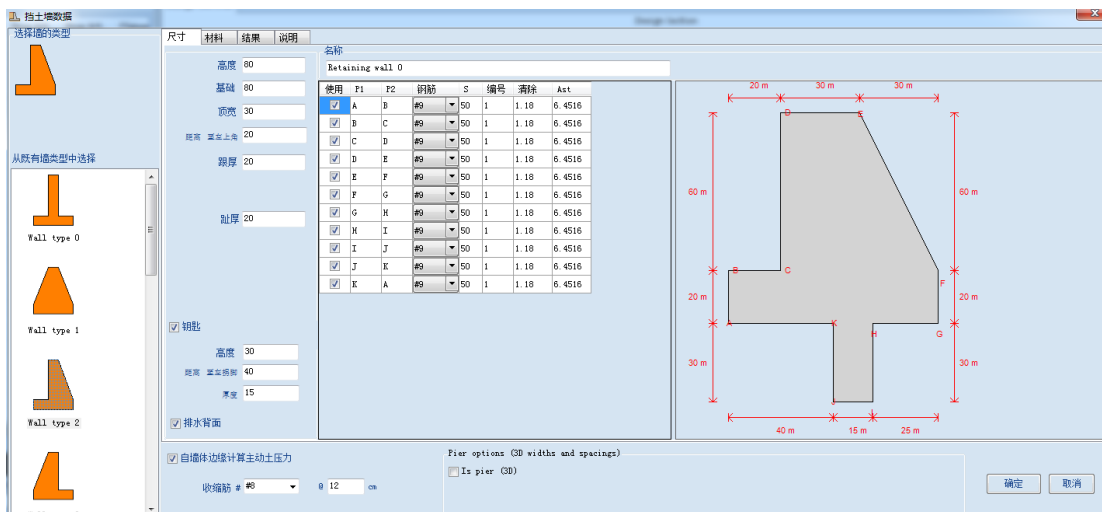 挡土墙数据
选择墙的类型
从既有墙类型中选择
Wall type 0
Wall type 1
Wall type 2
尺寸 材料 结果 说明
高度 80
基础 80
顶宽 30
距离 至左上角 20
跟厚 20
趾厚 20
钥匙
高度 30
距离 至左拐脚 40
厚度 15
排水背面
名称
Retaining wall 0
使用 P1 P2 钢筋 S 编号 清除 Ast
A B #9 50 1 1.18 6.4516
B C #9 50 1 1.18 6.4516
C D #9 50 1 1.18 6.4516
D E #9 50 1 1.18 6.4516
E F #9 50 1 1.18 6.4516
F G #9 50 1 1.18 6.4516
G H #9 50 1 1.18 6.4516
H I #9 50 1 1.18 6.4516
I J #9 50 1 1.18 6.4516
J K #9 50 1 1.18 6.4516
K A #9 50 1 1.18 6.4516
20 m 30 m 30 m
D E
60 m 60 m
B C
F
20 m 20 m
A K
H G
30 m 30 m
J
40 m 15 m 25 m
自墙体边缘计算主动土压力
收缩筋 # #8 @ 12 cm
Pier options (3D widths and spacings)
Is pier (3D)
确定 取消